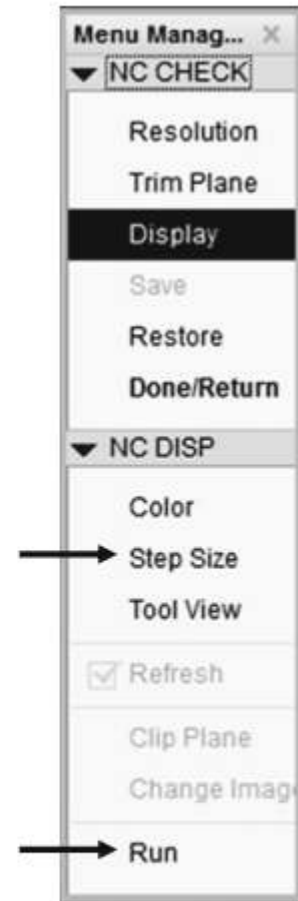 Menu Manag...
NC CHECK
Resolution
Trim Plane
Display
Save
Restore
Done/Return
NC DISP
Color
Step Size
Tool View
Refresh
Clip Plane
Change Imag
Run